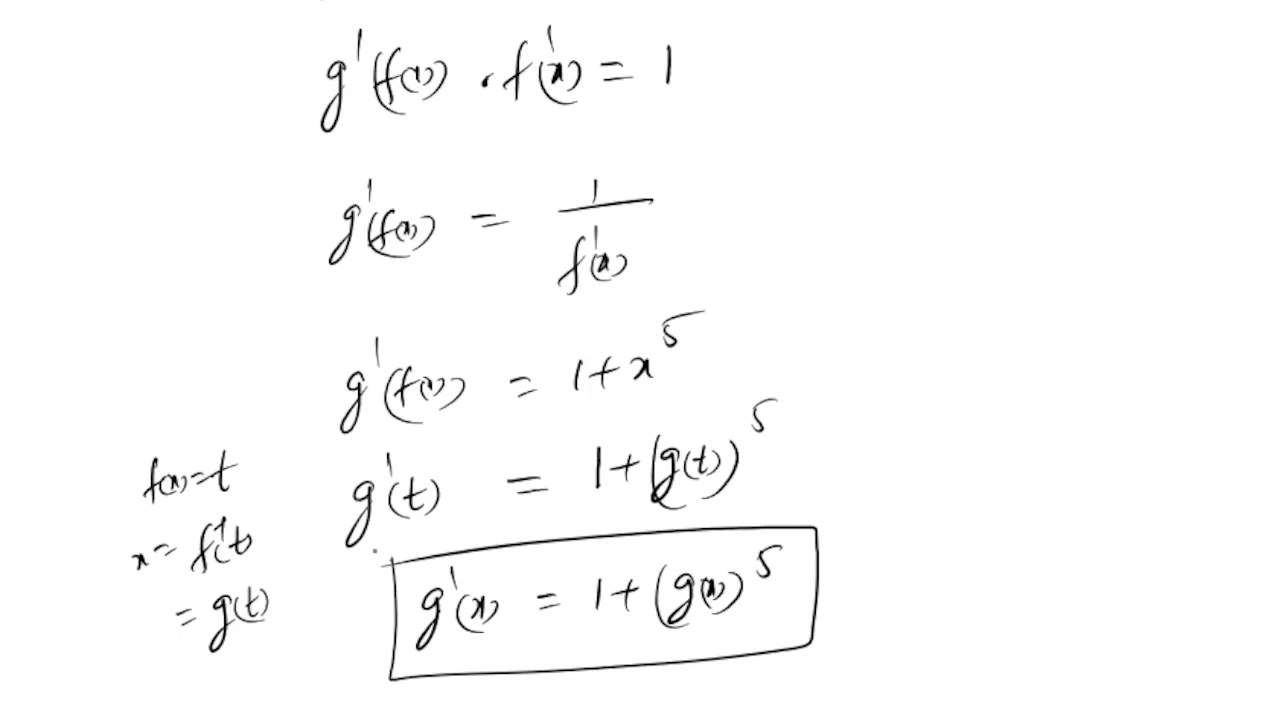 g'(f(x)) . f'(x) = 1
g'(f(x)) = 1/f'(x)
g'(f(x)) = 1+x^5
g'(t) = 1+(g(t))^5
f(x)=t
x = f^-1(t)
= g(t)
g'(x) = 1+(g(x))^5